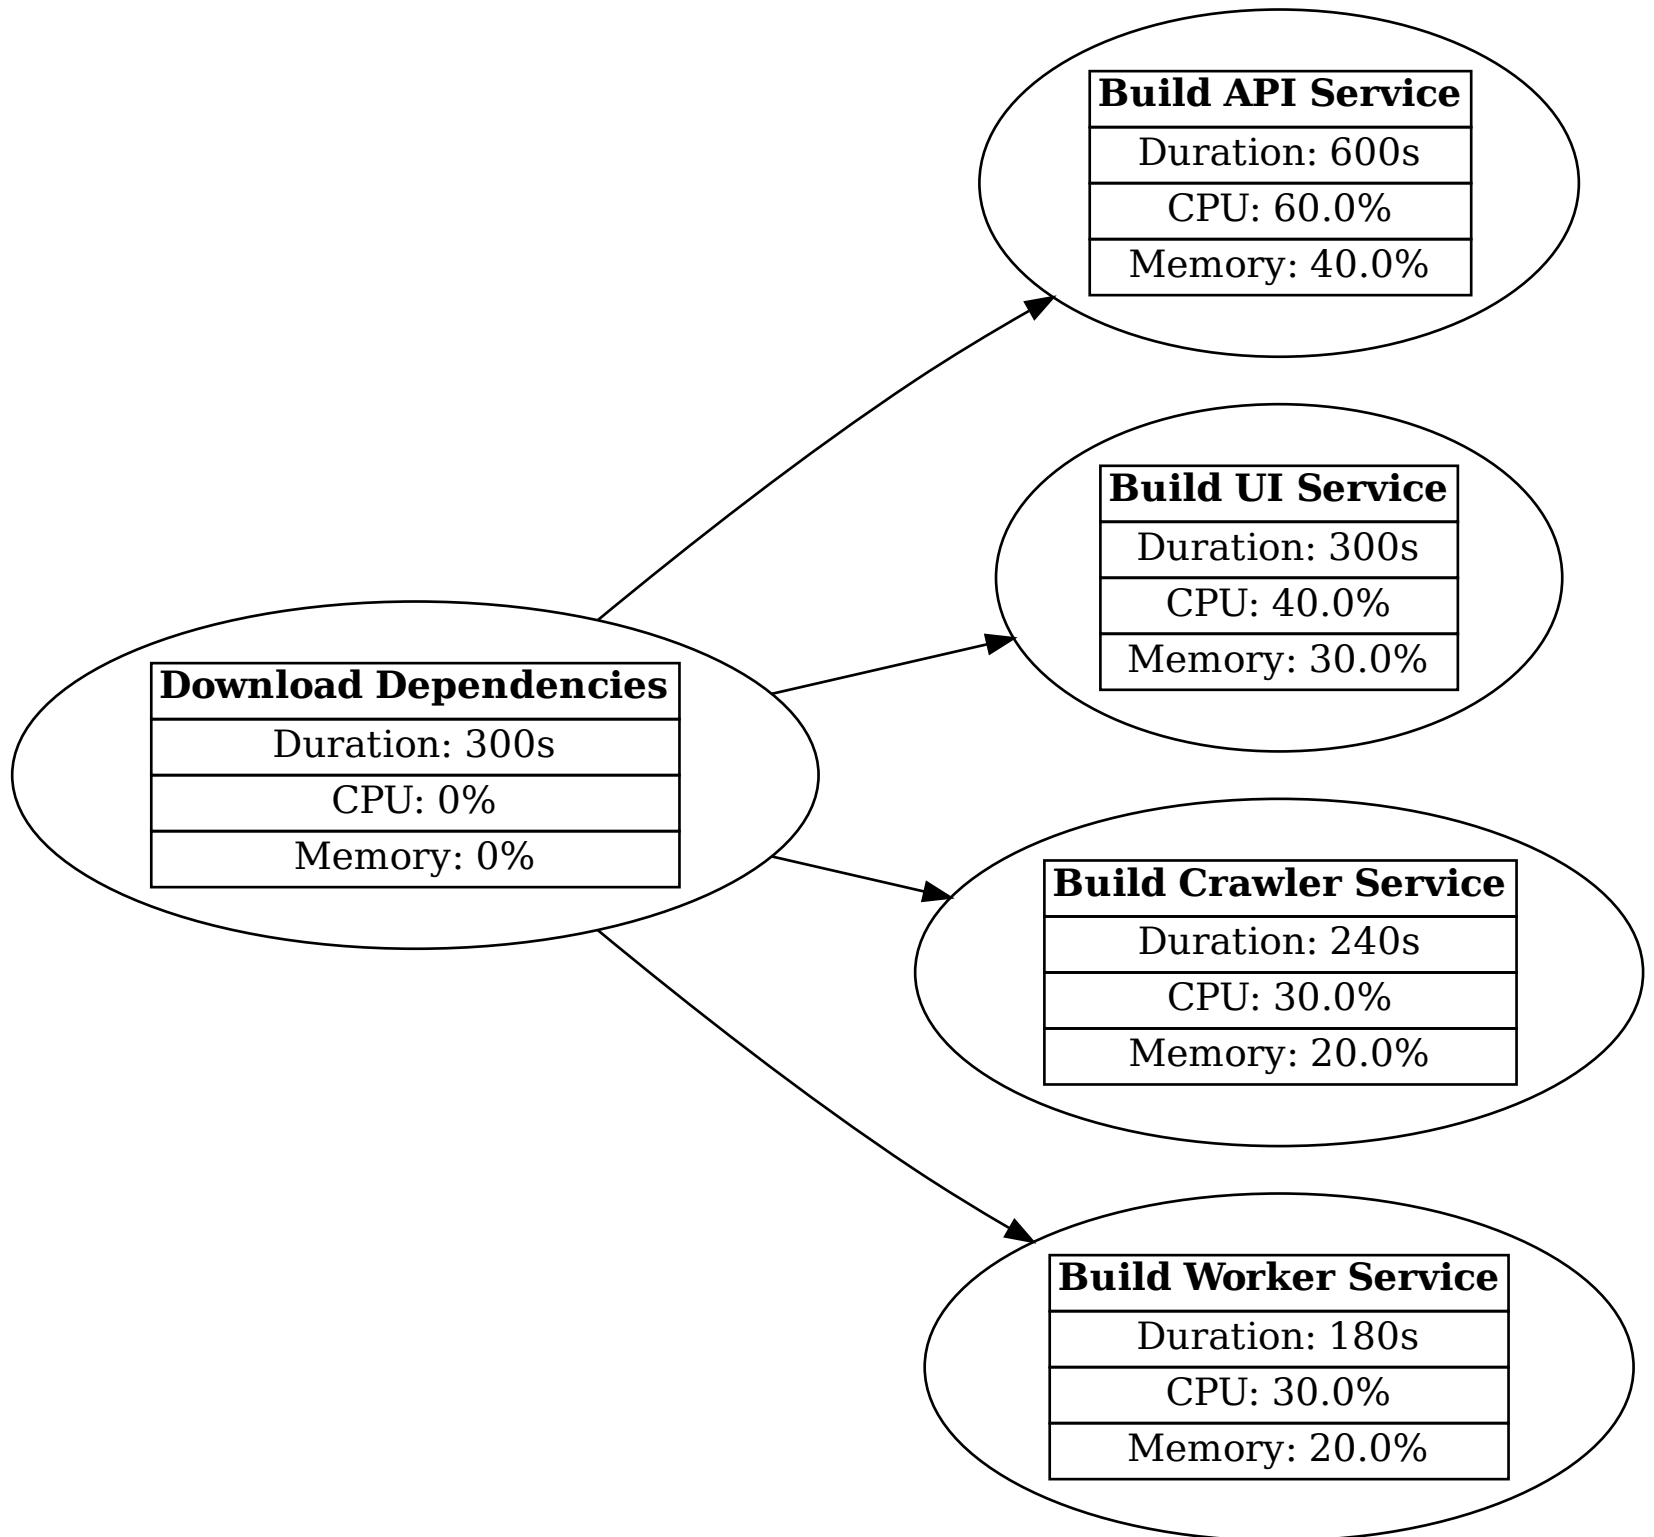 Build API Service
Duration: 600s
CPU: 60.0%
Memory: 40.0%
Build UI Service
Duration: 300s
CPU: 40.0%
Memory: 30.0%
Download Dependencies
Duration: 300s
CPU: 0%
Memory: 0%
Build Crawler Service
Duration: 240s
CPU: 30.0%
Memory: 20.0%
Build Worker Service
Duration: 180s
CPU: 30.0%
Memory: 20.0%